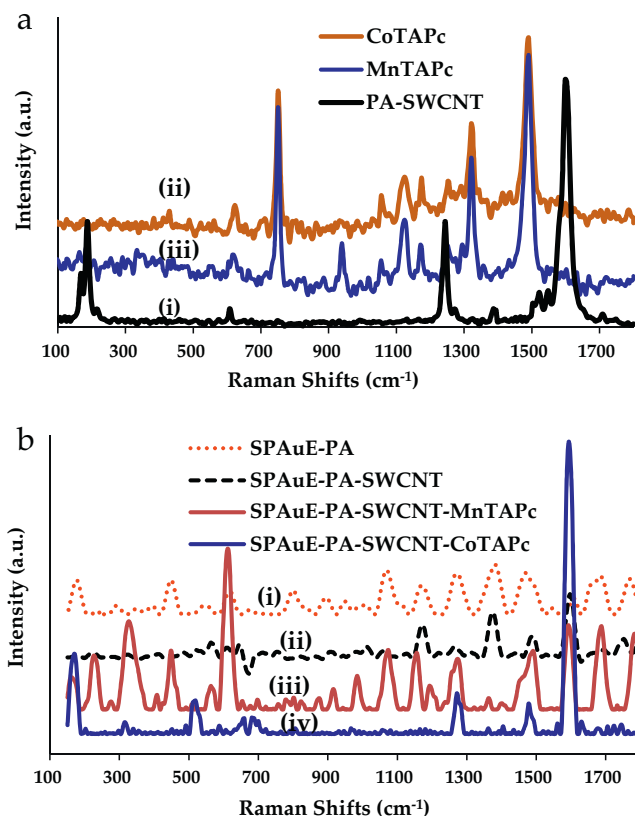 a
CoTAPc
MnTAPc
PA-SWCNT
Intensity (a.u.)
(ii)
(iii)
(i)
100 300 500 700 900 1100 1300 1500 1700
Raman Shifts (cm⁻¹)
b
SPAuE-PA
SPAuE-PA-SWCNT
SPAuE-PA-SWCNT-MnTAPc
SPAuE-PA-SWCNT-CoTAPc
Intensity (a.u.)
(i)
(ii)
(iii)
(iv)
100 300 500 700 900 1100 1300 1500 1700
Raman Shifts (cm⁻¹)